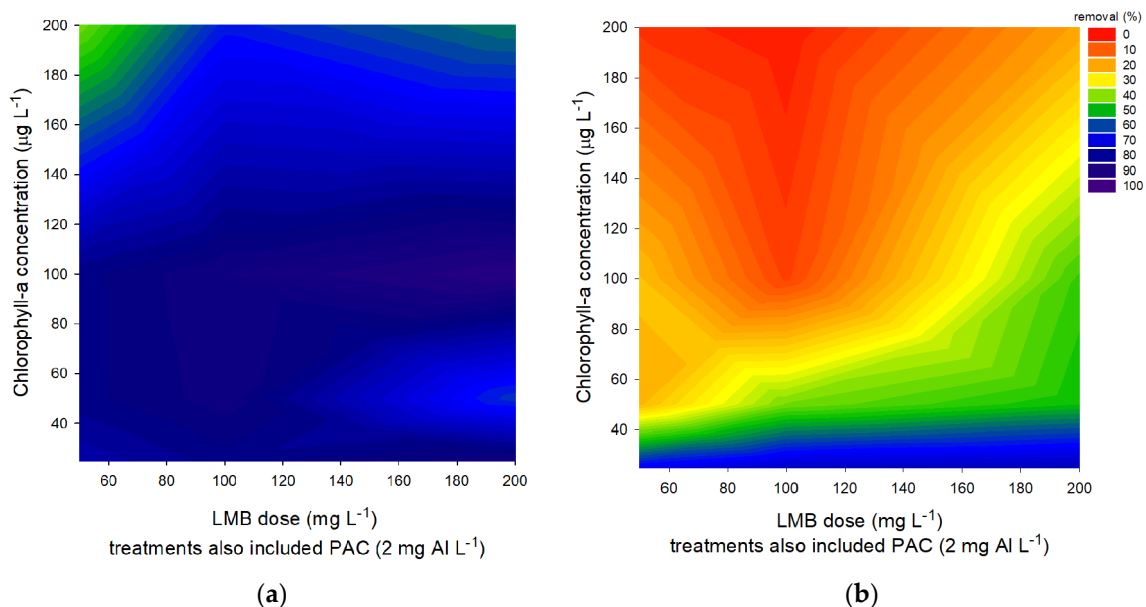 removal (%)
200
180
160
140
120
100
80
60
40
Chlorophyll-a concentration (µg L⁻¹)
60 80 100 120 140 160 180 200
LMB dose (mg L⁻¹)
treatments also included PAC (2 mg Al L⁻¹)
(a)
200
180
160
140
120
100
80
60
40
Chlorophyll-a concentration (µg L⁻¹)
60 80 100 120 140 160 180 200
LMB dose (mg L⁻¹)
treatments also included PAC (2 mg Al L⁻¹)
(b)
0
10
20
30
40
50
60
70
80
90
100